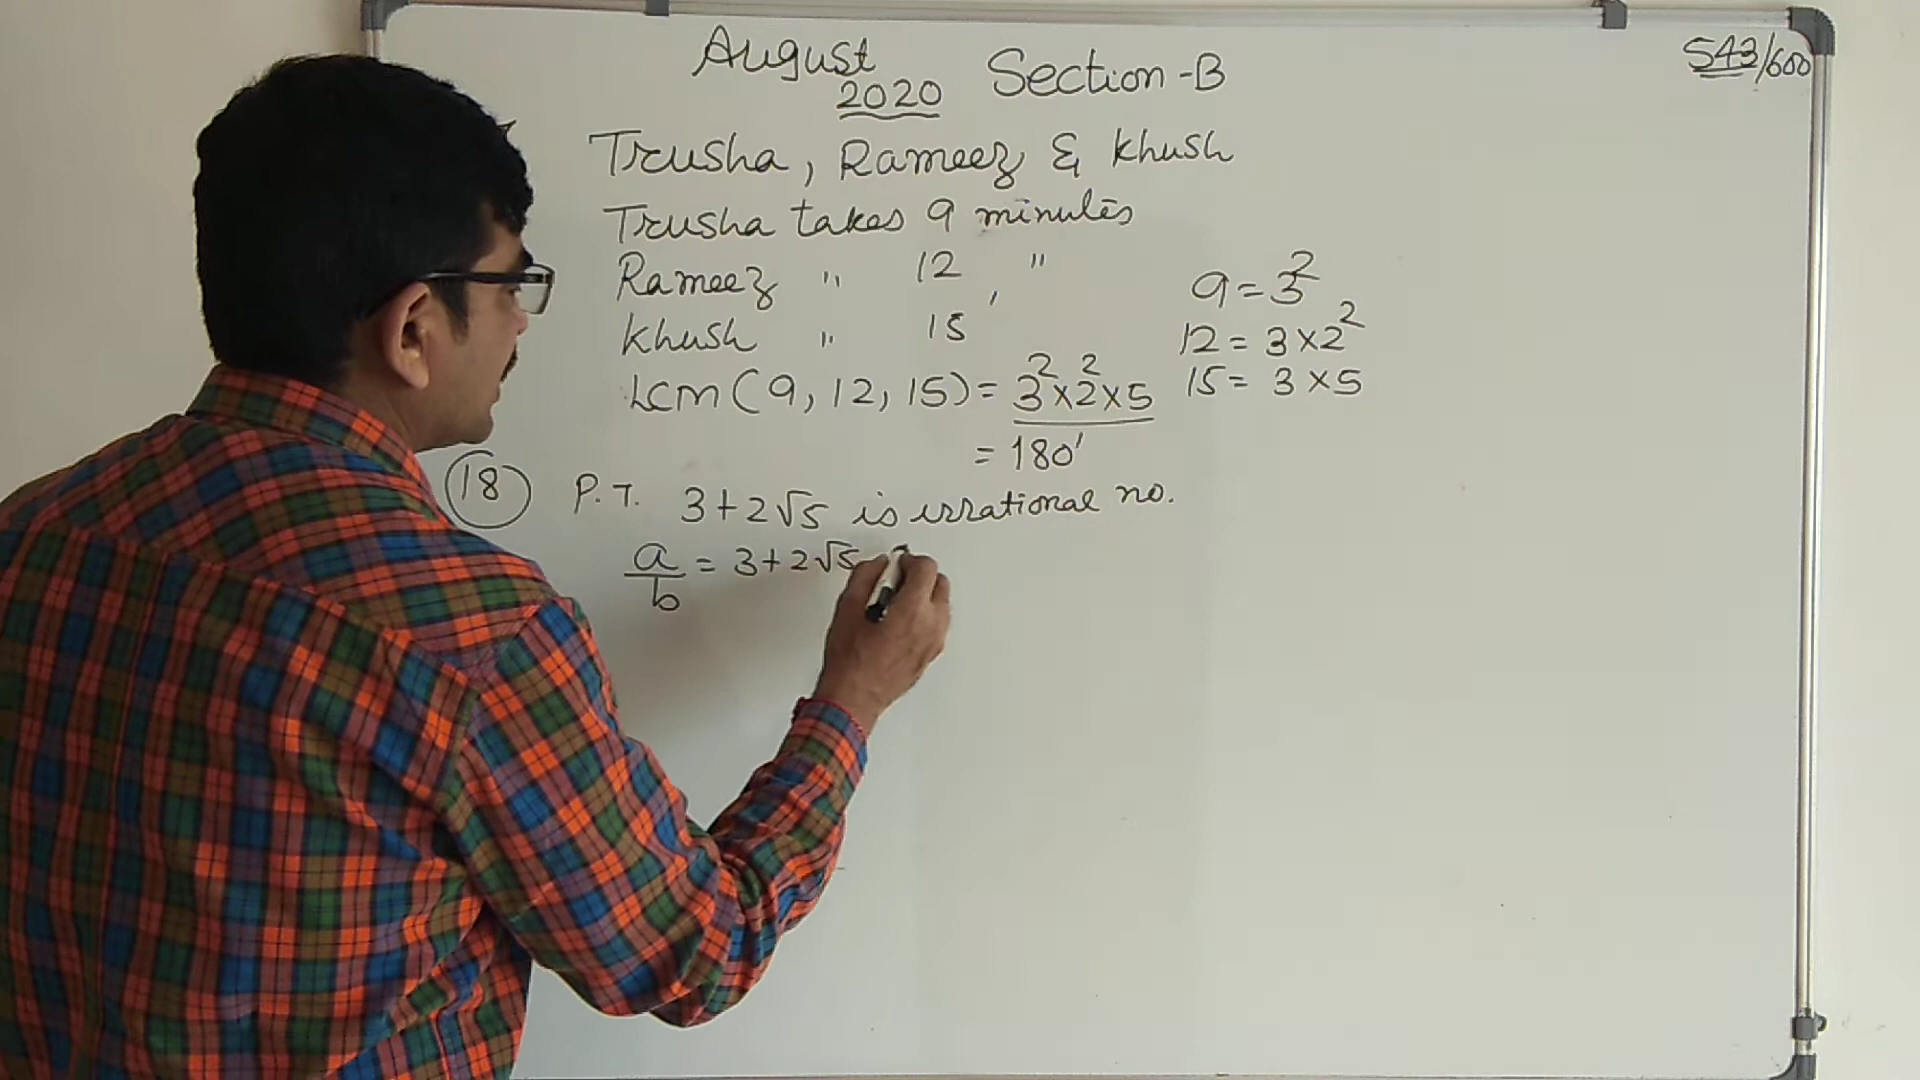 August 2020 Section-B
543/600
Trusha, Rameez & Khush
Trusha takes 9 minutes
Rameez " 12 "
Khush " 15 '
9 = 3²
12 = 3×2²
15 = 3×5
LCM (9, 12, 15) = 3²×2²×5
= 180'
(18) P.T. 3+2√5 is irrational no.
a/b = 3+2√5